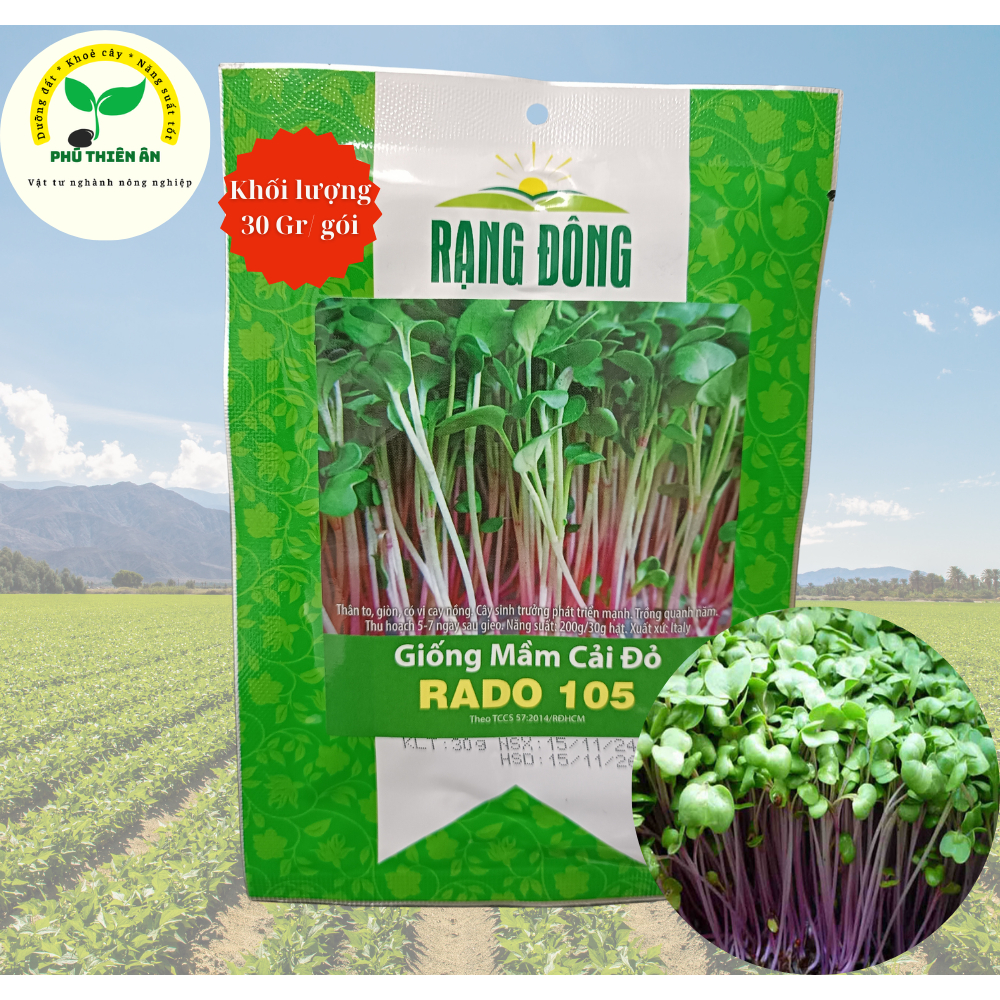 Dưỡng đất * Khoẻ cây * Năng suất tốt
PHÚ THIÊN ÂN
Vật tư nghành nông nghiệp
Khối lượng
30 Gr/ gói
RẠNG ĐÔNG
Thân to, giòn, có vị cay nồng. Cây sinh trưởng phát triển mạnh. Trồng quanh năm.
Thu hoạch 5-7 ngày sau gieo. Năng suất: 200g/30g hạt. Xuất xứ: Italy
Giống Mầm Cải Đỏ
RADO 105
Theo TCCS 57:2014/RĐHCM
KLT:30g NSX:15/11/24
HSD:15/11/26